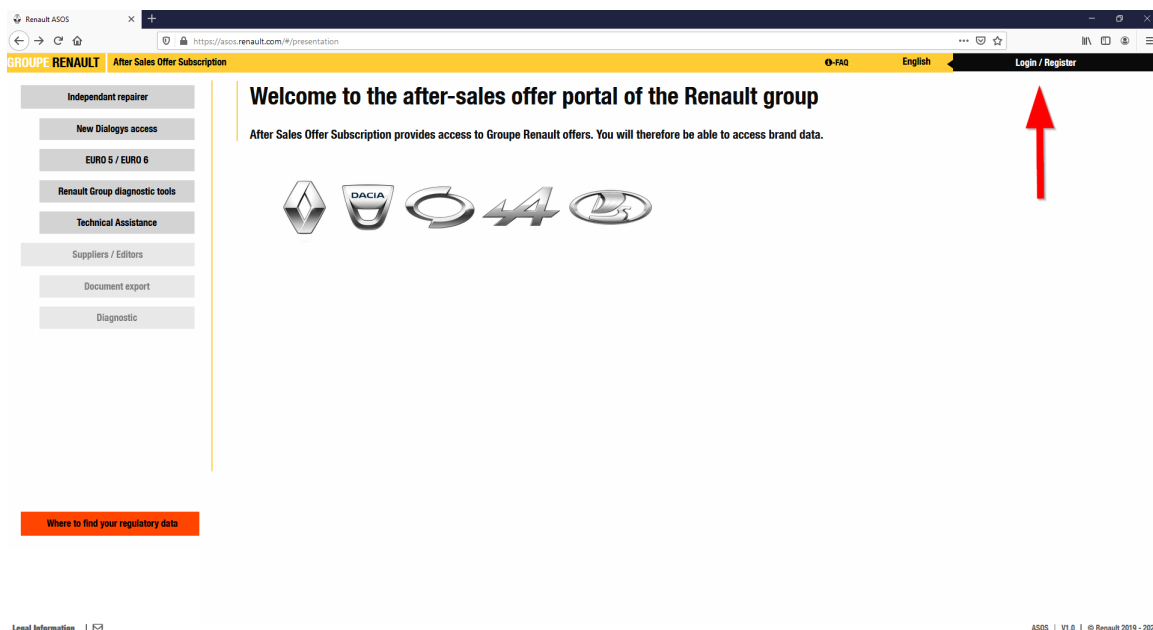 Renault ASOS
https://asos.renault.com/#/presentation
GROUPE RENAULT After Sales Offer Subscription
-FAQ
English
Login / Register
Independant repairer
New Dialogys access
EURO 5 / EURO 6
Renault Group diagnostic tools
Technical Assistance
Suppliers / Editors
Document export
Diagnostic
Welcome to the after-sales offer portal of the Renault group
After Sales Offer Subscription provides access to Groupe Renault offers. You will therefore be able to access brand data.
DACIA
Where to find your regulatory data
Legal Information |
ASOS | V1.0 | © Renault 2019 - 202